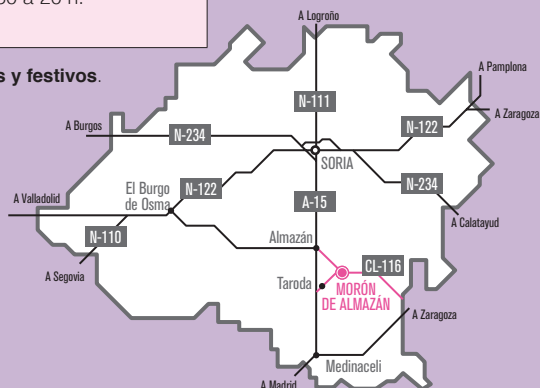 a 20 h.
s y festivos.
A Logroño
A Pamplona
A Zaragoza
N-111
A Burgos
N-234
N-122
SORIA
A Valladolid
El Burgo
de Osma
N-122
N-234
A-15
A Calatayud
N-110
Almazán
A Segovia
CL-116
Taroda
MORÓN
DE ALMAZÁN
A Zaragoza
Medinaceli
A Madrid